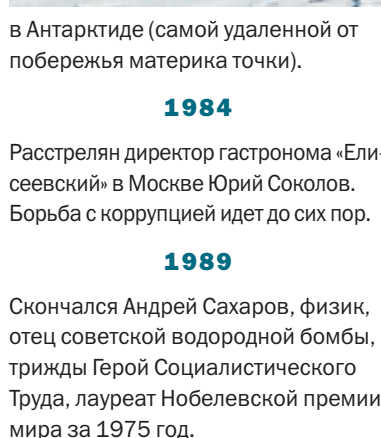 в Антарктиде (самой удаленной от
побережья материка точки).
1984
Расстрелян директор гастронома «Ели-
сеевский» в Москве Юрий Соколов.
Борьба с коррупцией идет до сих пор.
1989
Скончался Андрей Сахаров, физик,
отец советской водородной бомбы,
трижды Герой Социалистического
Труда, лауреат Нобелевской премии
мира за 1975 год.